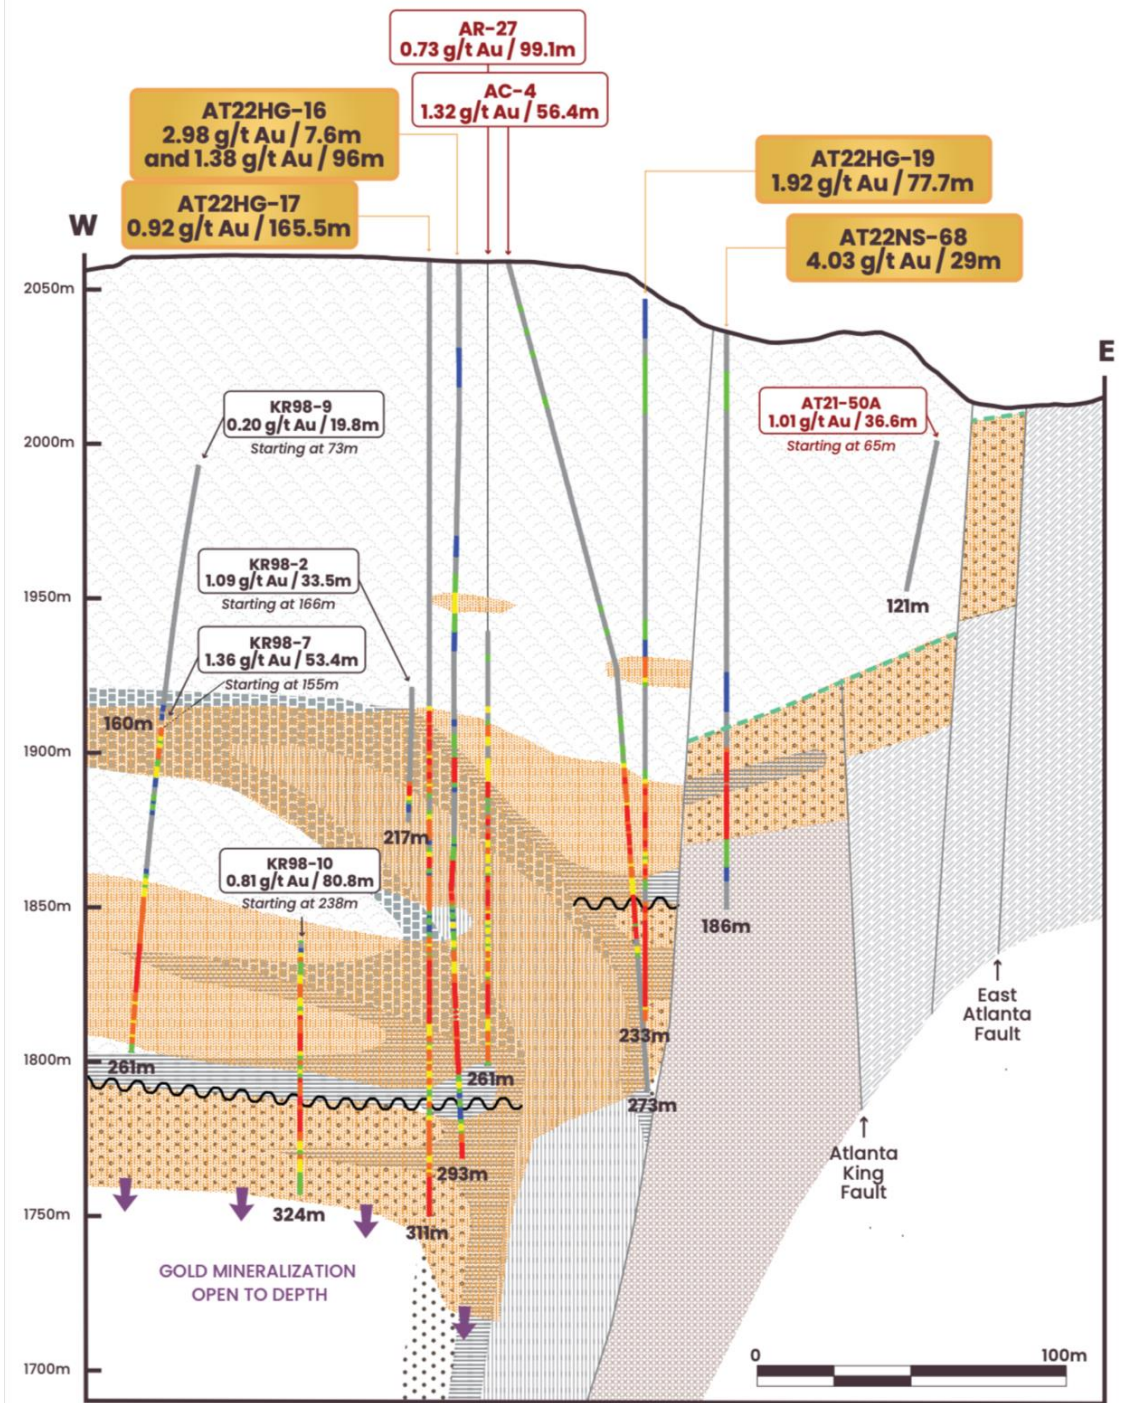 AR-27
0.73 g/t Au / 99.1m
AC-4
1.32 g/t Au / 56.4m
AT22HG-16
2.98 g/t Au / 7.6m
and 1.38 g/t Au / 96m
AT22HG-17
0.92 g/t Au / 165.5m
AT22HG-19
1.92 g/t Au / 77.7m
AT22NS-68
4.03 g/t Au / 29m
W
E
2050m
2000m
1950m
1900m
1850m
1800m
1750m
1700m
KR98-9
0.20 g/t Au / 19.8m
Starting at 73m
AT21-50A
1.01 g/t Au / 36.6m
Starting at 65m
KR98-2
1.09 g/t Au / 33.5m
Starting at 166m
121m
KR98-7
1.36 g/t Au / 53.4m
Starting at 155m
160m
217m
KR98-10
0.81 g/t Au / 80.8m
Starting at 238m
186m
East
Atlanta
Fault
233m
261m
261m
273m
Atlanta
King
Fault
293m
324m
311m
GOLD MINERALIZATION
OPEN TO DEPTH
0
100m